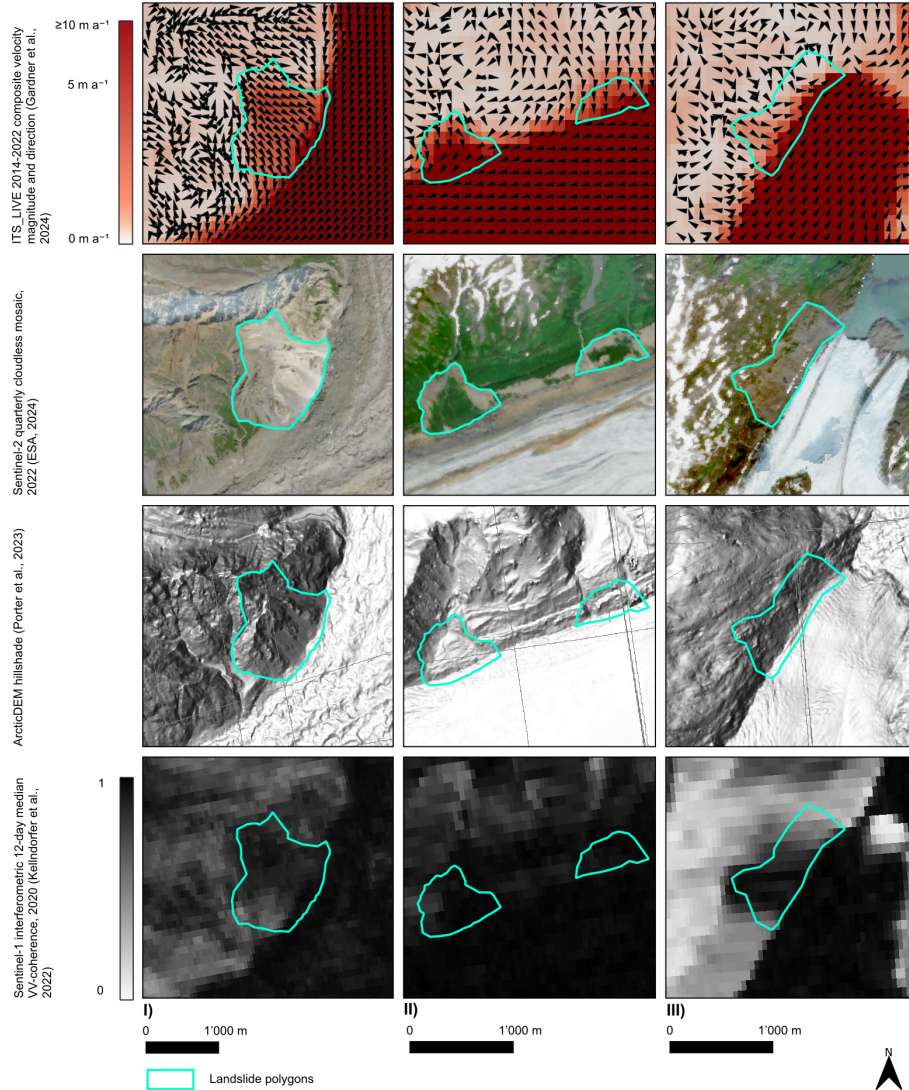 ITS_LIVE 2014-2022 composite velocity
magnitude and direction (Gardner et al.,
2024)
≥10 m a⁻¹
5 m a⁻¹
0 m a⁻¹
Sentinel-2 quarterly cloudless mosaic,
2022 (ESA, 2024)
ArcticDEM hillshade (Porter et al., 2023)
Sentinel-1 interferometric 12-day median
VV-coherence, 2020 (Kellndorfer et al.,
2022)
1
0
I)
II)
III)
0 1'000 m
0 1'000 m
0 1'000 m
Landslide polygons
N